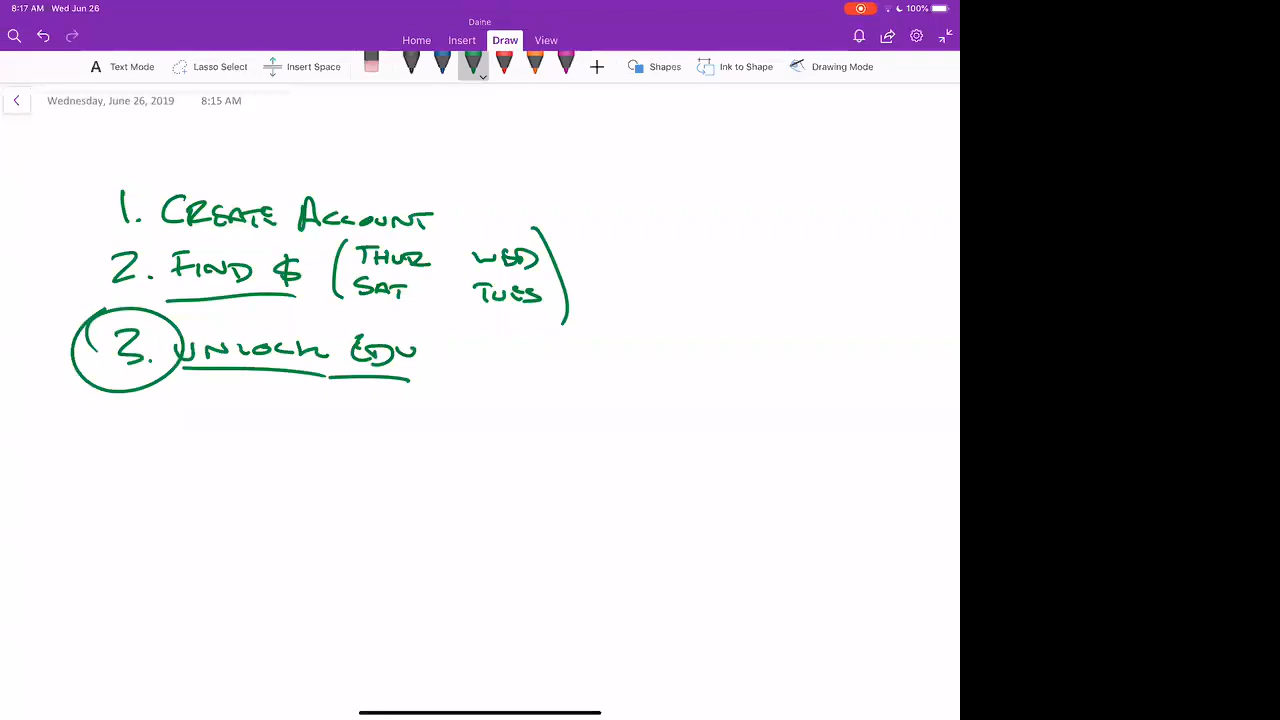 8:17 AM Wed Jun 26
100%
Daine
Home Insert Draw View
A Text Mode Lasso Select Insert Space + Shapes Ink to Shape Drawing Mode
Wednesday, June 26, 2019 8:15 AM
1. CREATE ACCOUNT
2. FIND $ (THUR WED
SAT TUES)
3. UNLOCK EDU